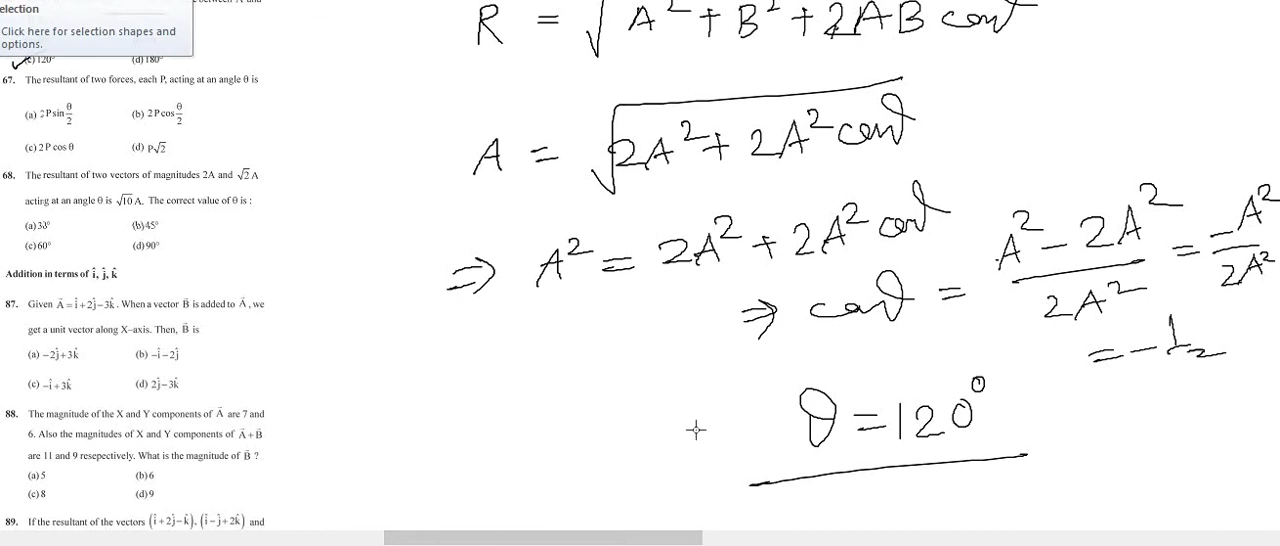 election
Click here for selection shapes and
options.
(c) 120° (d) 180°
67. The resultant of two forces, each P, acting at an angle θ is
(a) 2P sin θ/2 (b) 2P cos θ/2
(c) 2 P cos θ (d) P√2
68. The resultant of two vectors of magnitudes 2A and √2 A
acting at an angle θ is √10 A. The correct value of θ is :
(a) 30° (b) 45°
(c) 60° (d) 90°
Addition in terms of î, ĵ, k̂
87. Given A⃗ = î+2ĵ−3k̂. When a vector B⃗ is added to A⃗, we
get a unit vector along X–axis. Then, B⃗ is
(a) −2ĵ+3k̂ (b) −î−2ĵ
(c) −î+3k̂ (d) 2ĵ−3k̂
88. The magnitude of the X and Y components of A⃗ are 7 and
6. Also the magnitudes of X and Y components of A⃗+B⃗
are 11 and 9 resepectively. What is the magnitude of B⃗ ?
(a) 5 (b) 6
(c) 8 (d) 9
89. If the resultant of the vectors (î+2ĵ−k̂), (î−ĵ+2k̂) and
R = √A²+B²+2AB cosθ
A = √2A²+2A² cosθ
⇒ A² = 2A²+2A² cosθ
⇒ cosθ = A²−2A²/2A² = −A²/2A²
= −1/2
θ = 120°